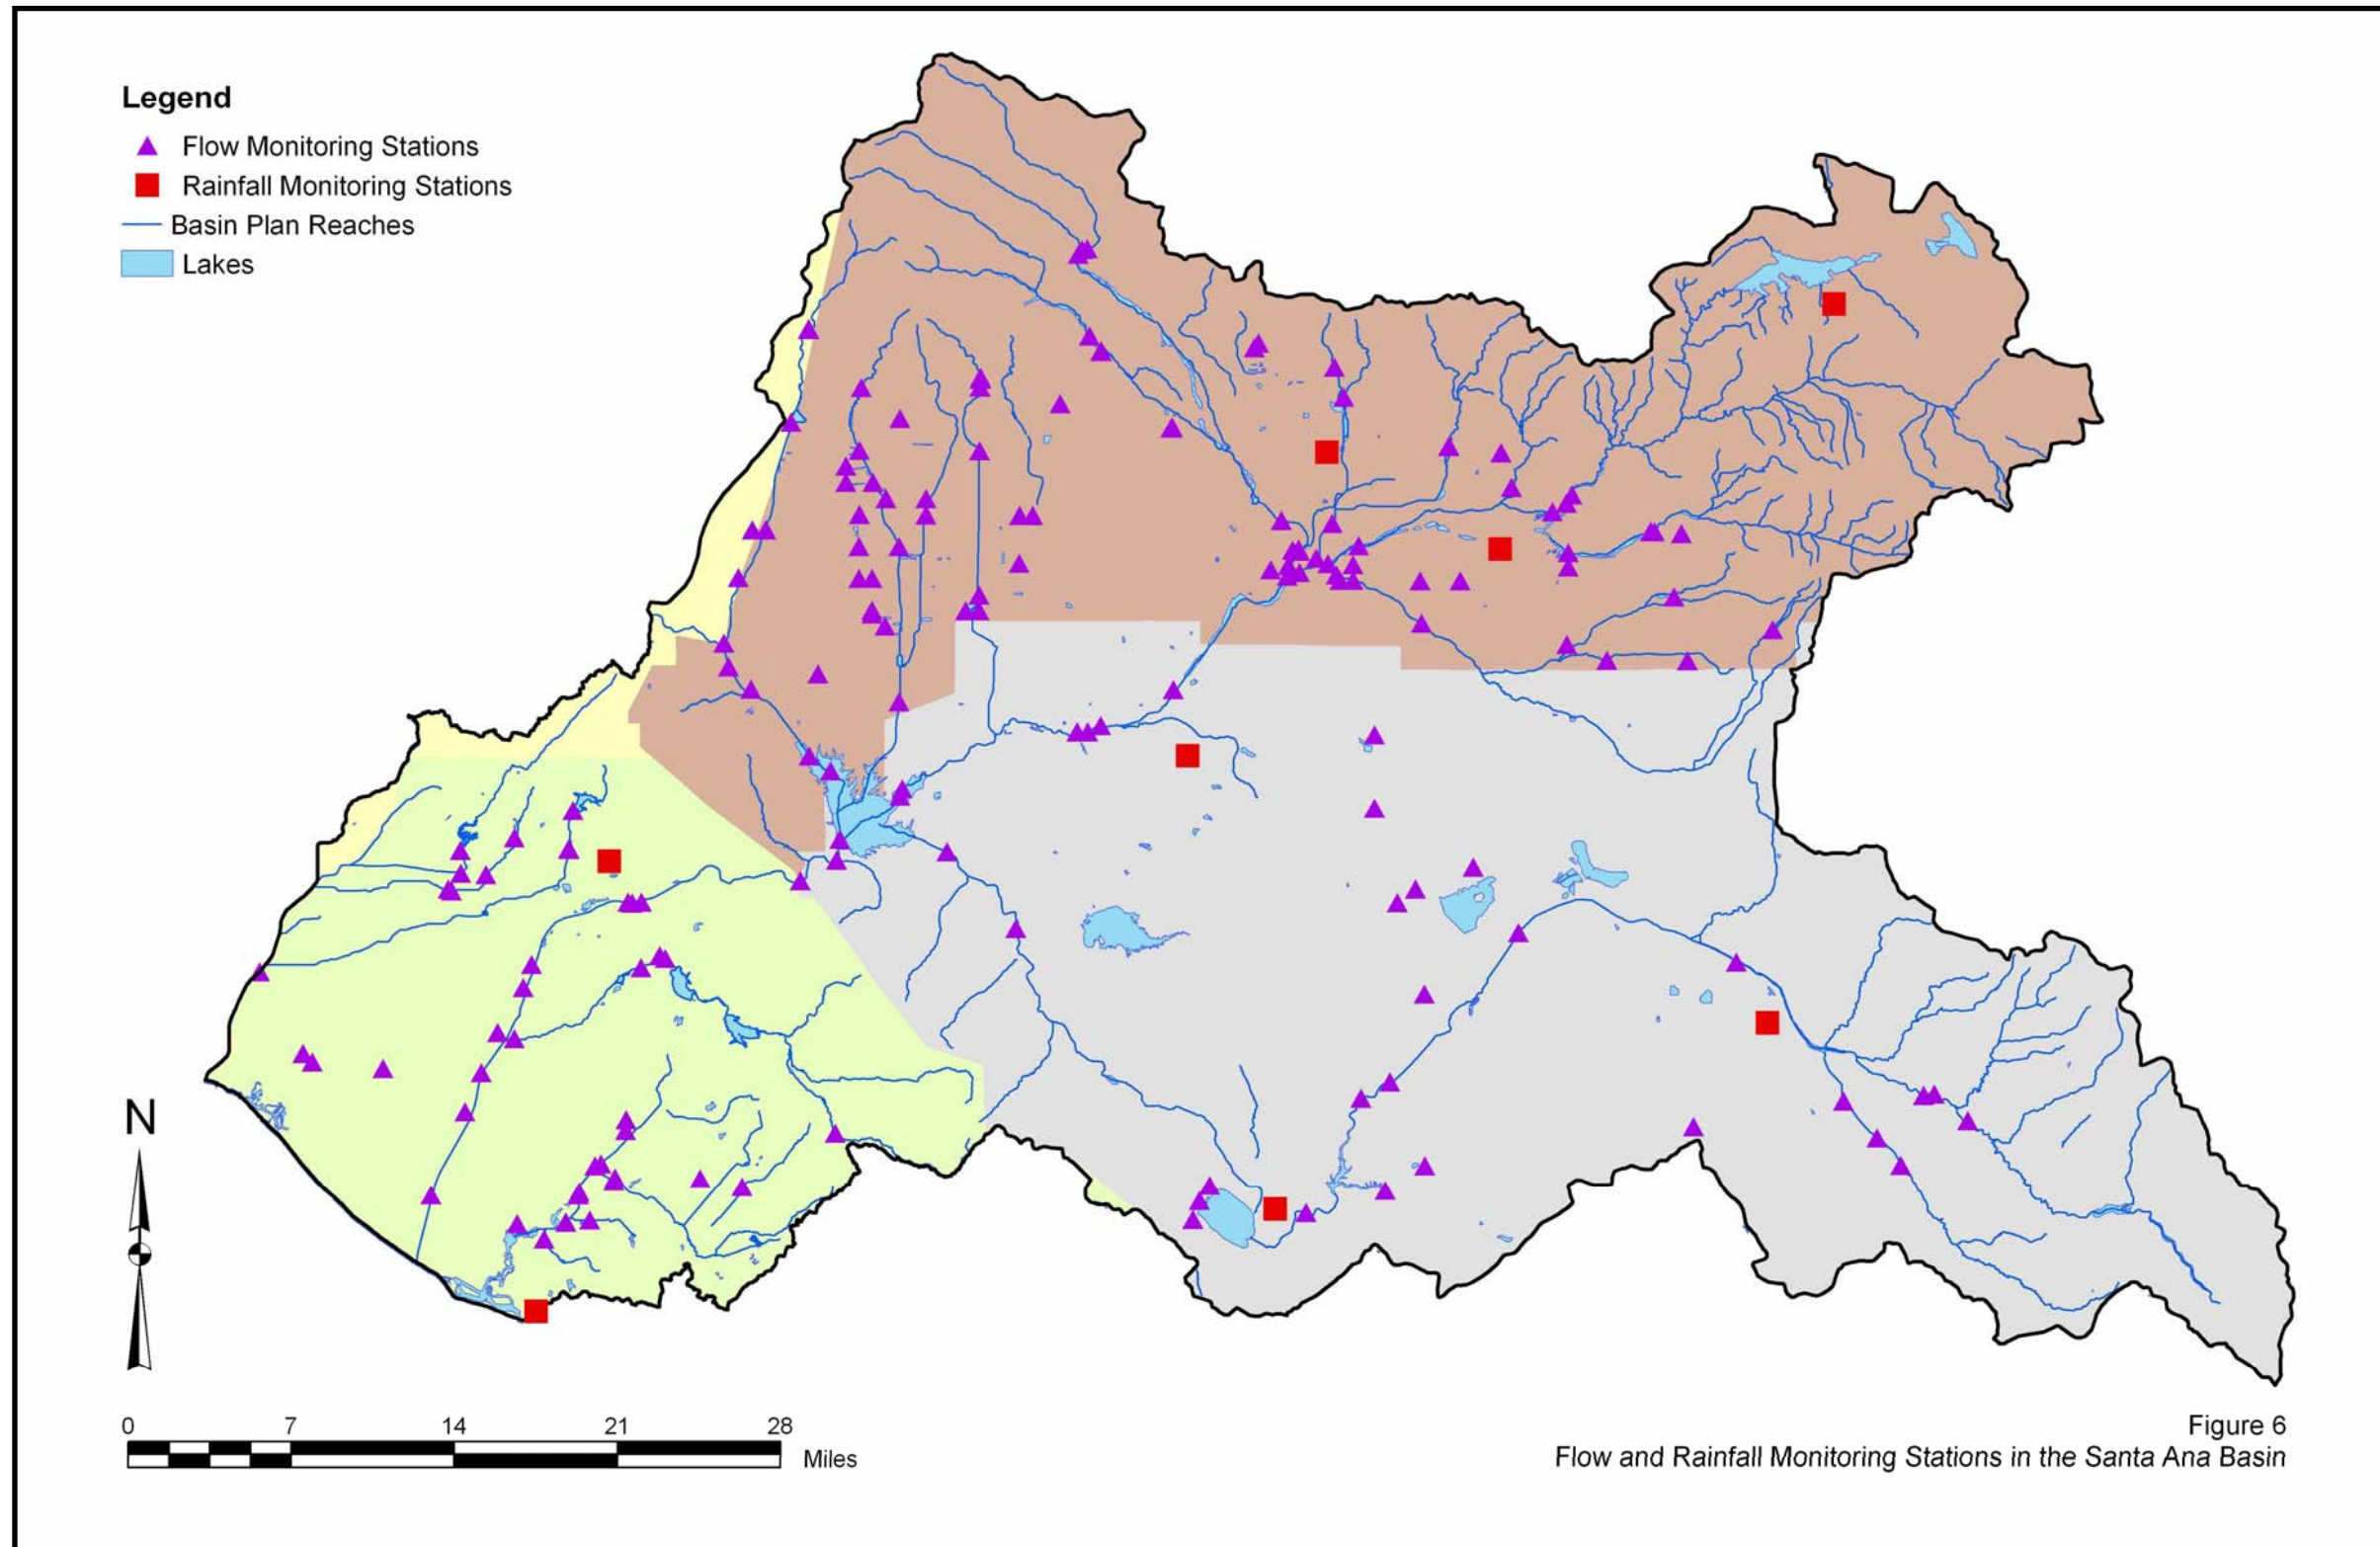 Legend
Flow Monitoring Stations
Rainfall Monitoring Stations
Basin Plan Reaches
Lakes
N
0 7 14 21 28
Miles
Figure 6
Flow and Rainfall Monitoring Stations in the Santa Ana Basin